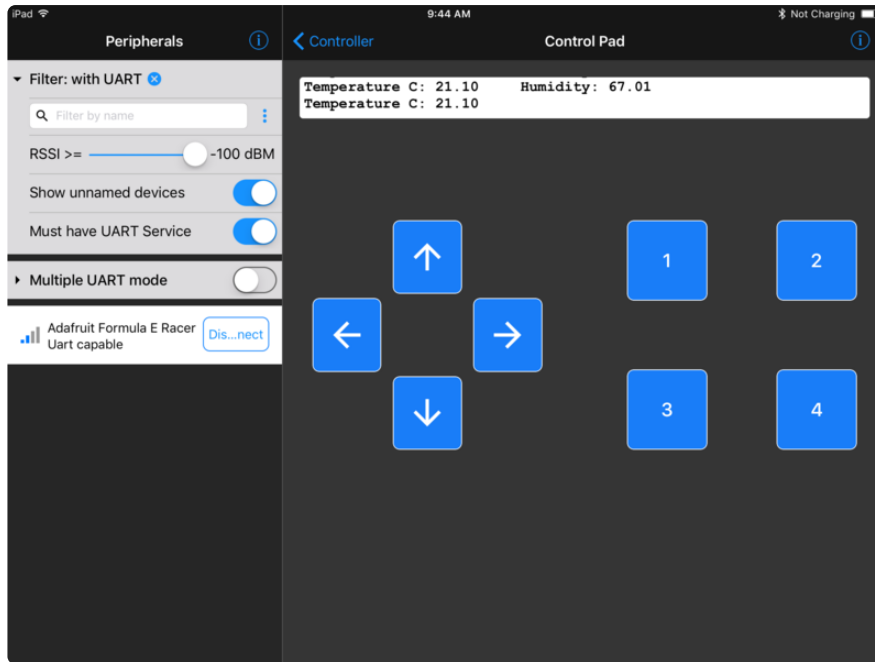 iPad
9:44 AM
Not Charging
Peripherals
Controller
Control Pad
Filter: with UART
Filter by name
RSSI >=
-100 dBM
Show unnamed devices
Must have UART Service
Multiple UART mode
Adafruit Formula E Racer
Uart capable
Dis...nect
Temperature C: 21.10 Humidity: 67.01
Temperature C: 21.10
1
2
3
4